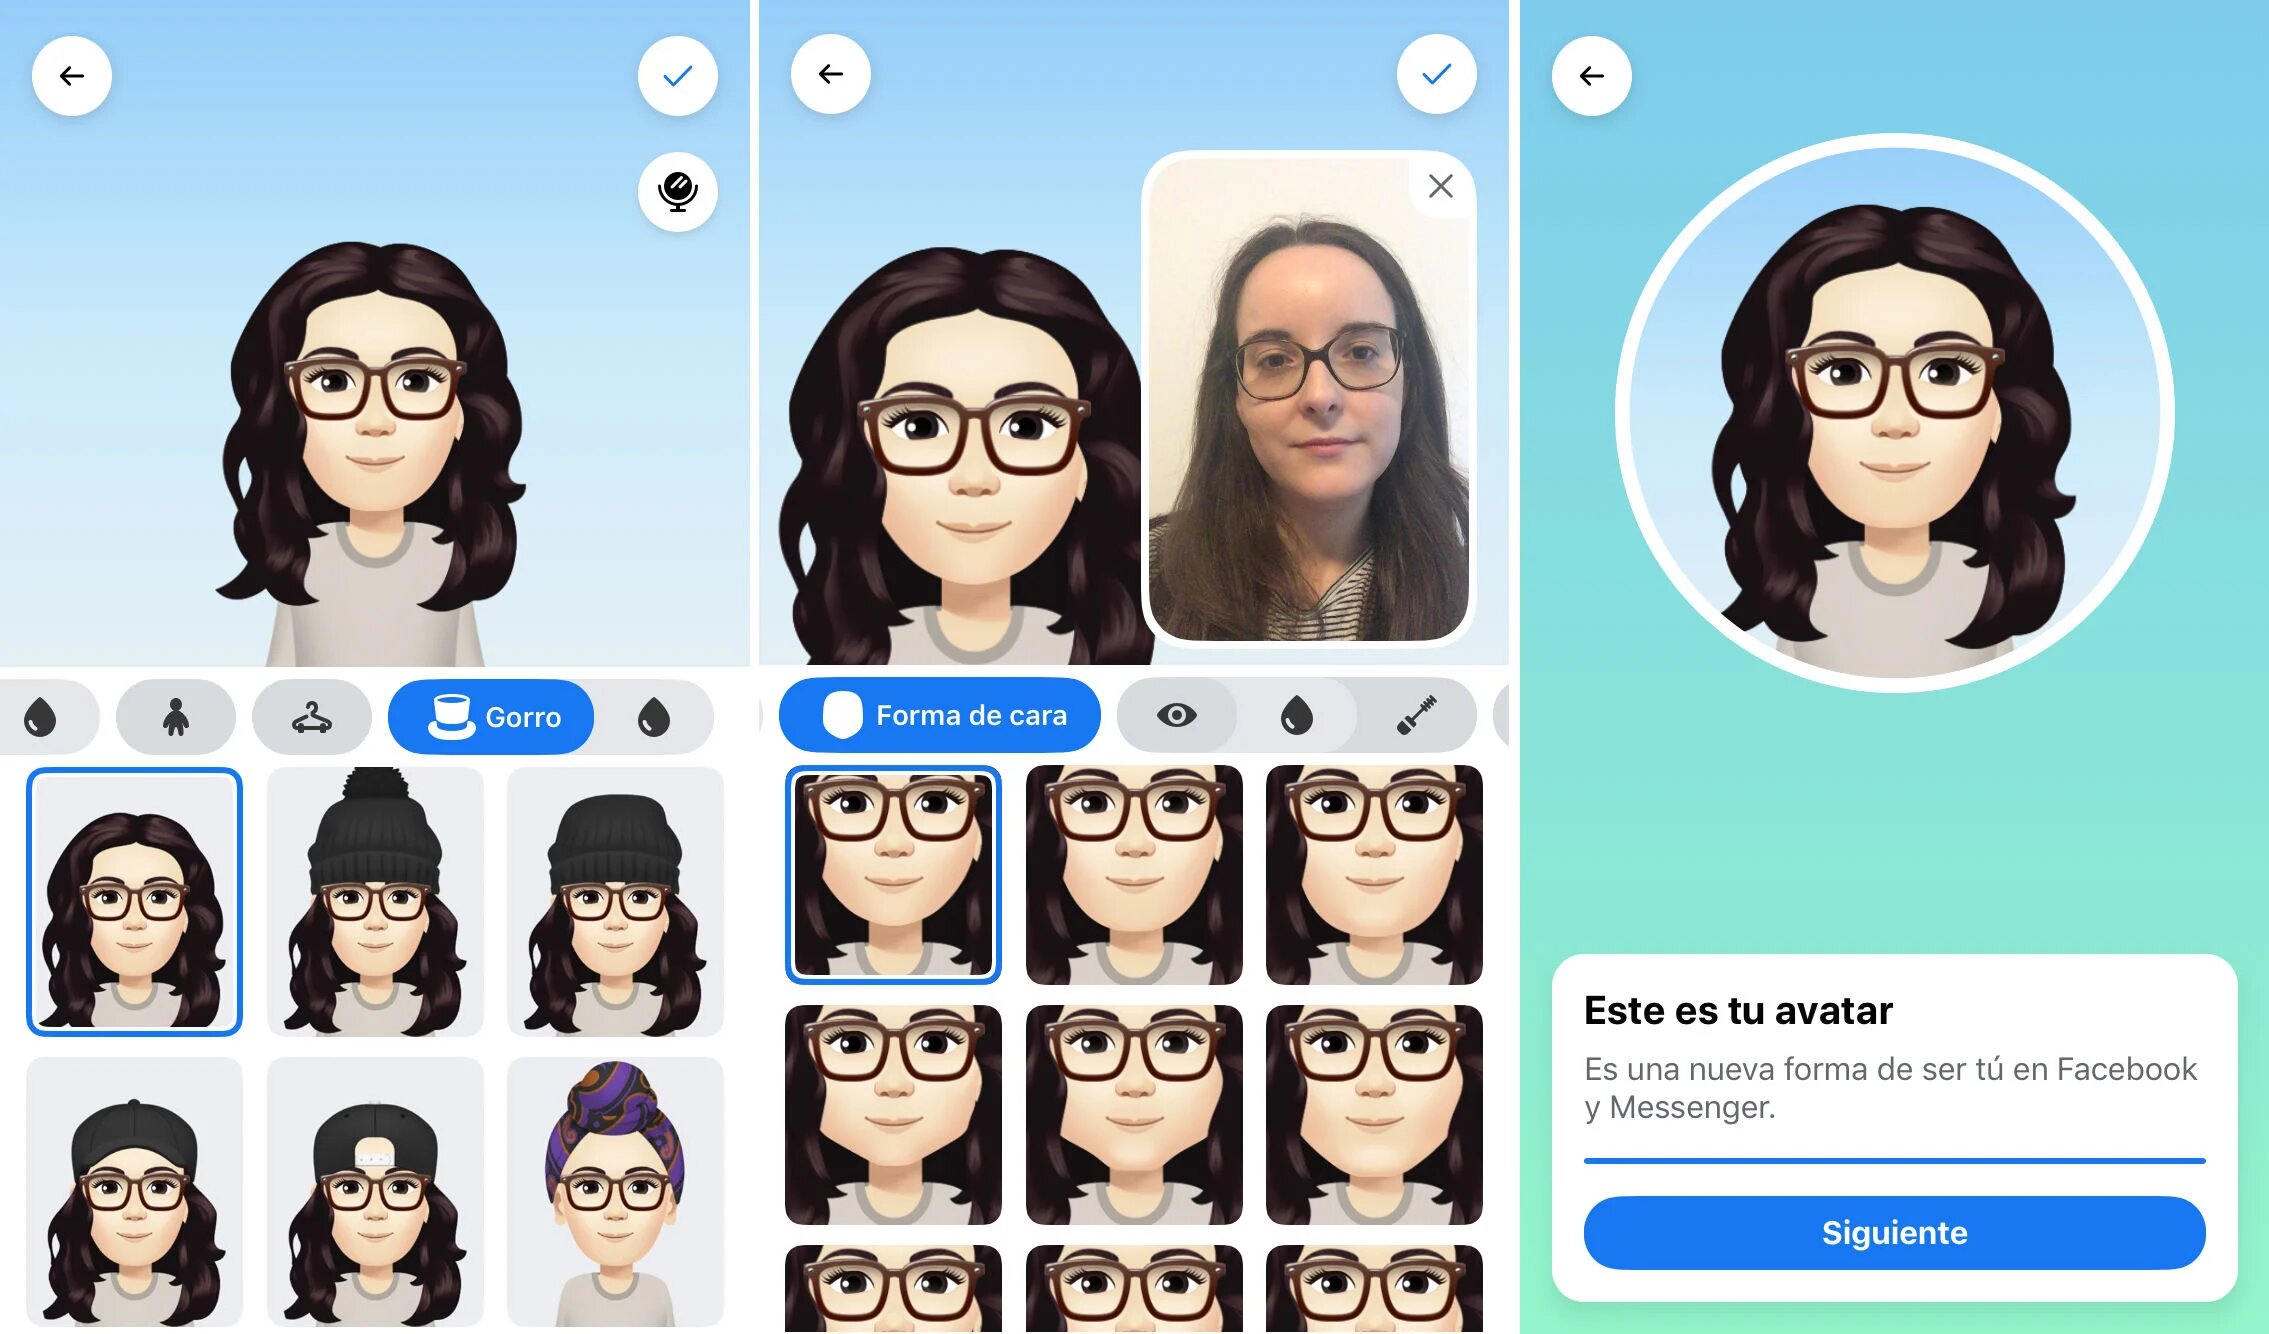 Gorro
Forma de cara
Este es tu avatar
Es una nueva forma de ser tú en Facebook
y Messenger.
Siguiente